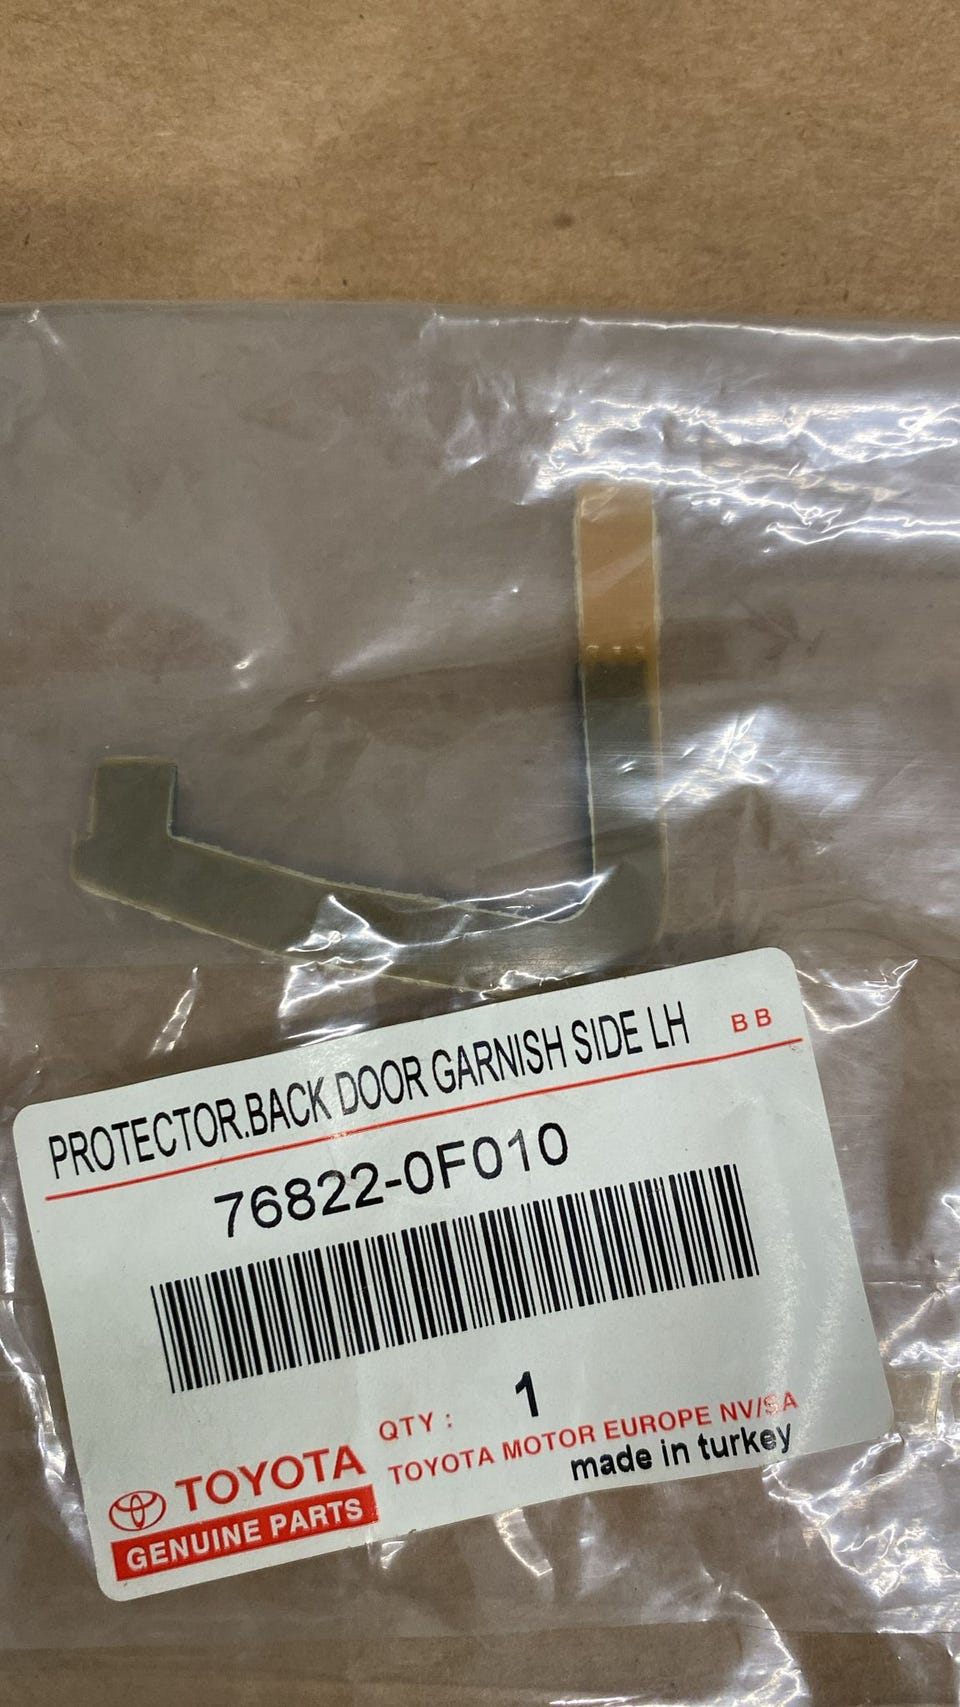 PROTECTOR.BACK DOOR GARNISH SIDE LH BB
76822-0F010
QTY : 1
TOYOTA MOTOR EUROPE NV/SA
made in turkey
TOYOTA
GENUINE PARTS